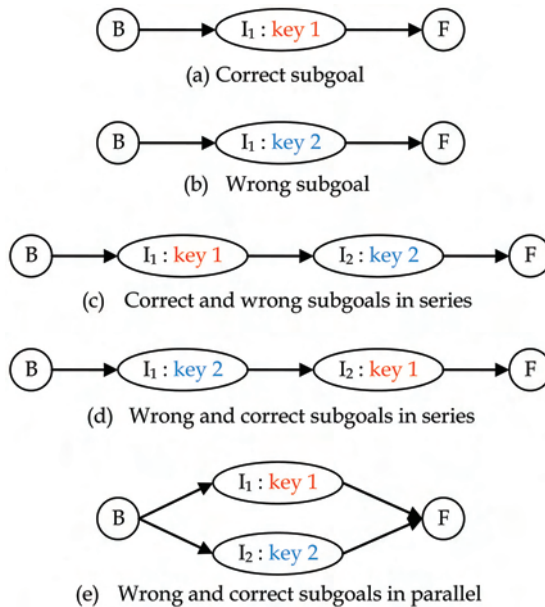 B I₁ : key 1 F
(a) Correct subgoal
B I₁ : key 2 F
(b) Wrong subgoal
B I₁ : key 1 I₂ : key 2 F
(c) Correct and wrong subgoals in series
B I₁ : key 2 I₂ : key 1 F
(d) Wrong and correct subgoals in series
I₁ : key 1
B F
I₂ : key 2
(e) Wrong and correct subgoals in parallel